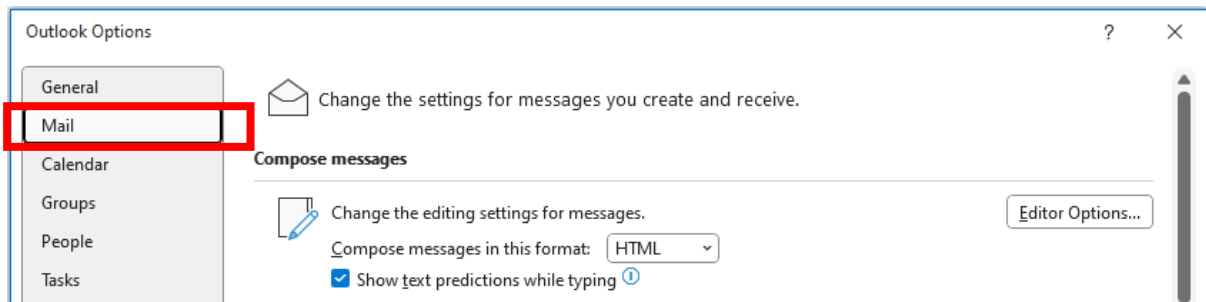 Outlook Options ?
General
Mail
Calendar
Groups
People
Tasks
Change the settings for messages you create and receive.
Compose messages
Change the editing settings for messages.
Editor Options...
Compose messages in this format: HTML
Show text predictions while typing